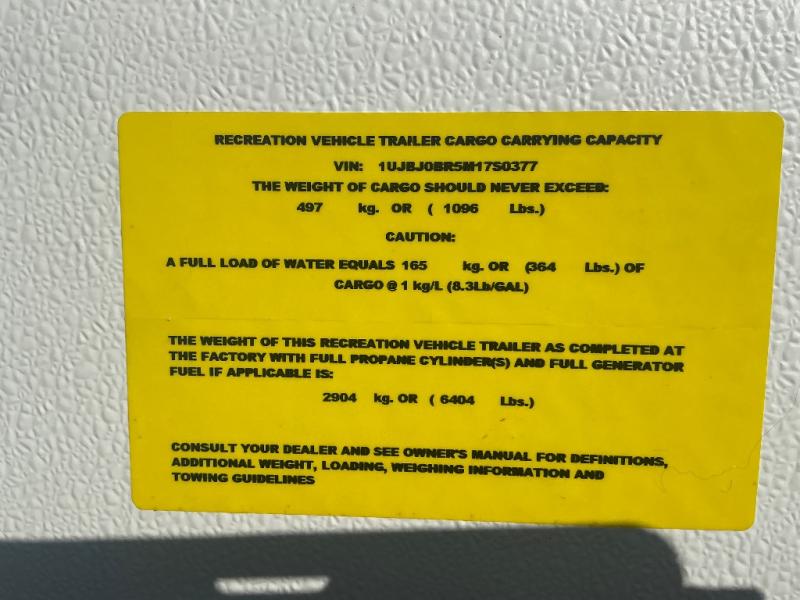 RECREATION VEHICLE TRAILER CARGO CARRYING CAPACITY
VIN: 1UJBJ0BR5M17S0377
THE WEIGHT OF CARGO SHOULD NEVER EXCEED:
497 kg. OR ( 1096 Lbs.)
CAUTION:
A FULL LOAD OF WATER EQUALS 165 kg. OR (364 Lbs.) OF
CARGO @ 1 kg/L (8.3Lb/GAL)
THE WEIGHT OF THIS RECREATION VEHICLE TRAILER AS COMPLETED AT
THE FACTORY WITH FULL PROPANE CYLINDER(S) AND FULL GENERATOR
FUEL IF APPLICABLE IS:
2904 kg. OR ( 6404 Lbs.)
CONSULT YOUR DEALER AND SEE OWNER'S MANUAL FOR DEFINITIONS,
ADDITIONAL WEIGHT, LOADING, WEIGHING INFORMATION AND
TOWING GUIDELINES